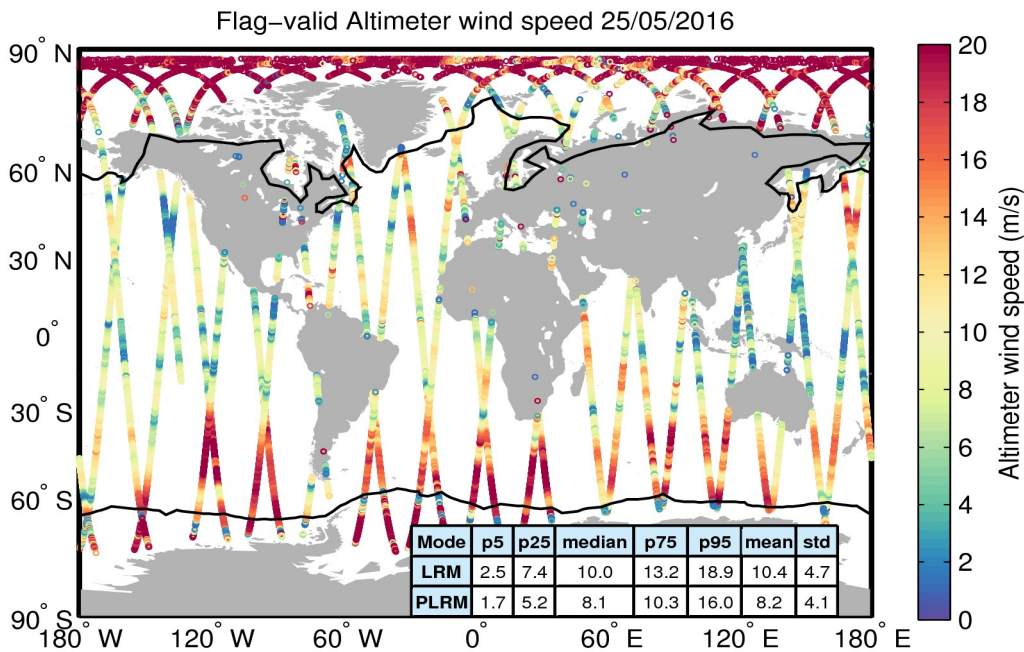 Flag−valid Altimeter wind speed 25/05/2016
90° N
60° N
30° N
0°
30° S
60° S
90° S
180° W
120° W
60° W
0°
60° E
120° E
180° E
Mode p5 p25 median p75 p95 mean std
LRM 2.5 7.4 10.0 13.2 18.9 10.4 4.7
PLRM 1.7 5.2 8.1 10.3 16.0 8.2 4.1
20
18
16
14
12
10
8
6
4
2
0
Altimeter wind speed (m/s)